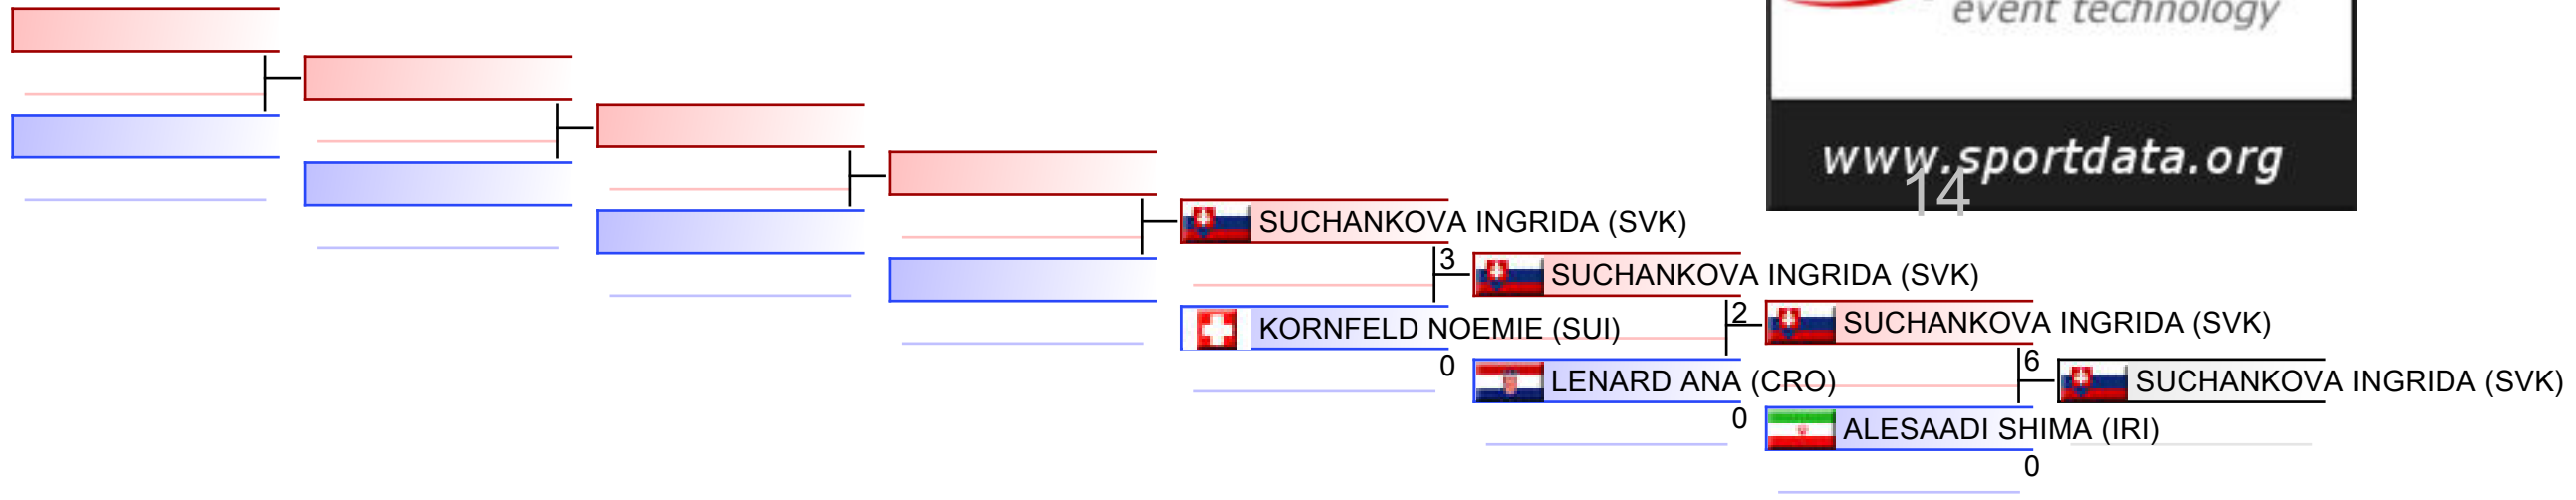 event technology
www.sportdata.org
14
SUCHANKOVA INGRIDA (SVK)
3
SUCHANKOVA INGRIDA (SVK)
2
SUCHANKOVA INGRIDA (SVK)
KORNFELD NOEMIE (SUI)
0
6
LENARD ANA (CRO)
SUCHANKOVA INGRIDA (SVK)
0
ALESAADI SHIMA (IRI)
0